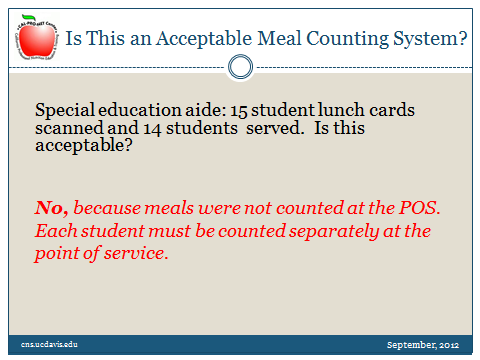 Is This an Acceptable Meal Counting System?
Special education aide: 15 student lunch cards
scanned and 14 students served. Is this
acceptable?
No, because meals were not counted at the POS.
Each student must be counted separately at the
point of service.
cns.ucdavis.edu
September, 2012